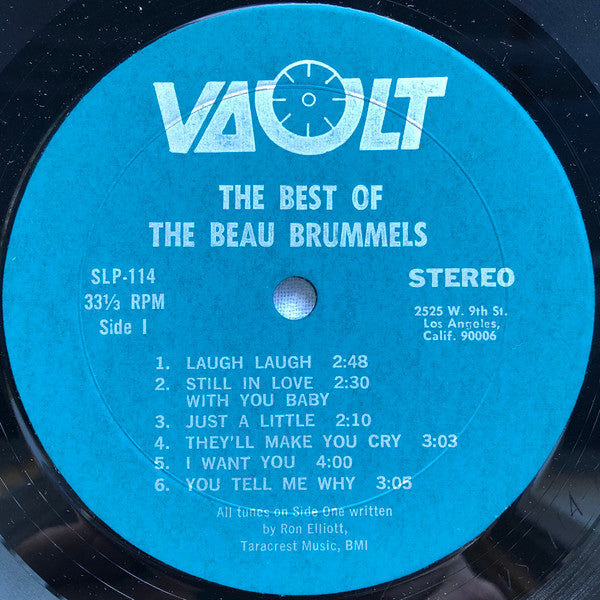 VAULT
THE BEST OF
THE BEAU BRUMMELS
SLP-114
33⅓ RPM
Side I
STEREO
2525 W. 9th St.
Los Angeles,
Calif. 90006
1. LAUGH LAUGH 2:48
2. STILL IN LOVE 2:30
WITH YOU BABY
3. JUST A LITTLE 2:10
4. THEY'LL MAKE YOU CRY 3:03
5. I WANT YOU 4:00
6. YOU TELL ME WHY 3:05
All tunes on Side One written
by Ron Elliott,
Taracrest Music, BMI